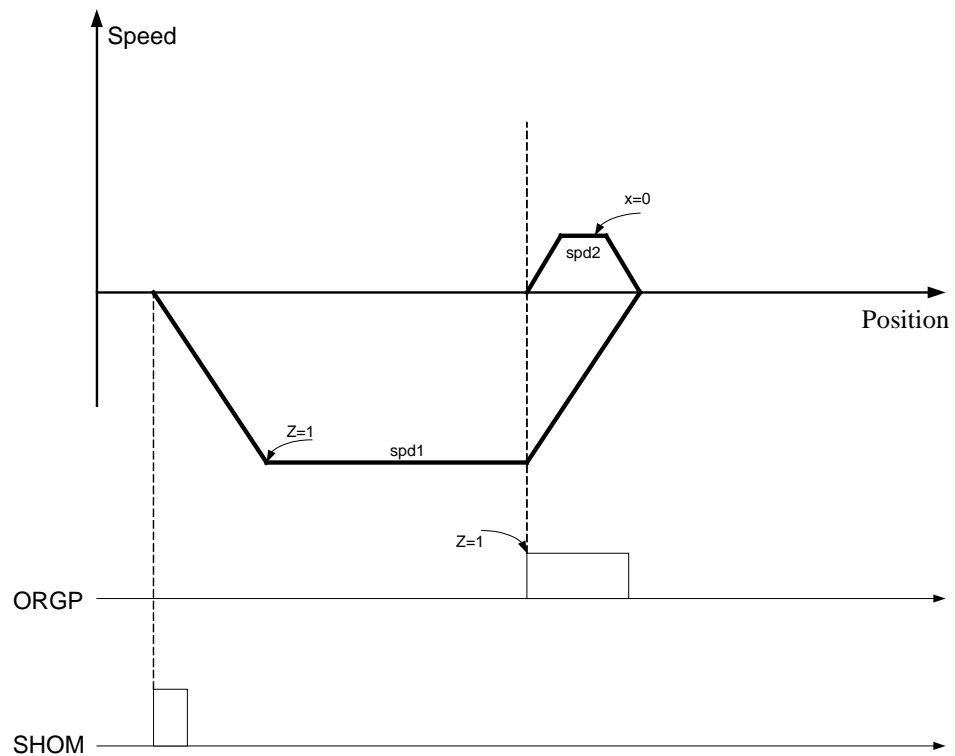 Speed
x=0
spd2
Position
Z=1
spd1
Z=1
ORGP
SHOM